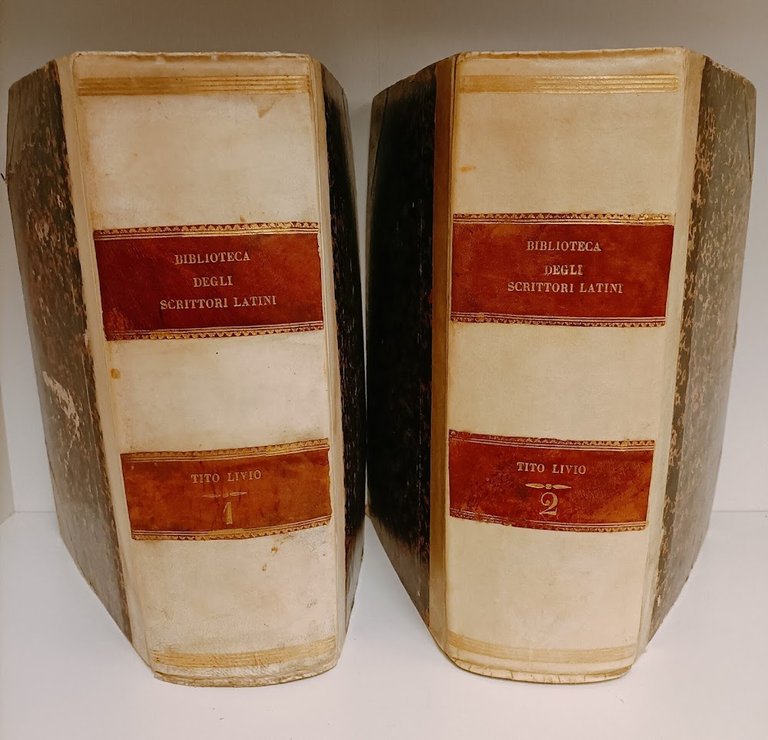 BIBLIOTECA
DEGLI
SCRITTORI LATINI
TITO LIVIO
1
BIBLIOTECA
DEGLI
SCRITTORI LATINI
TITO LIVIO
2